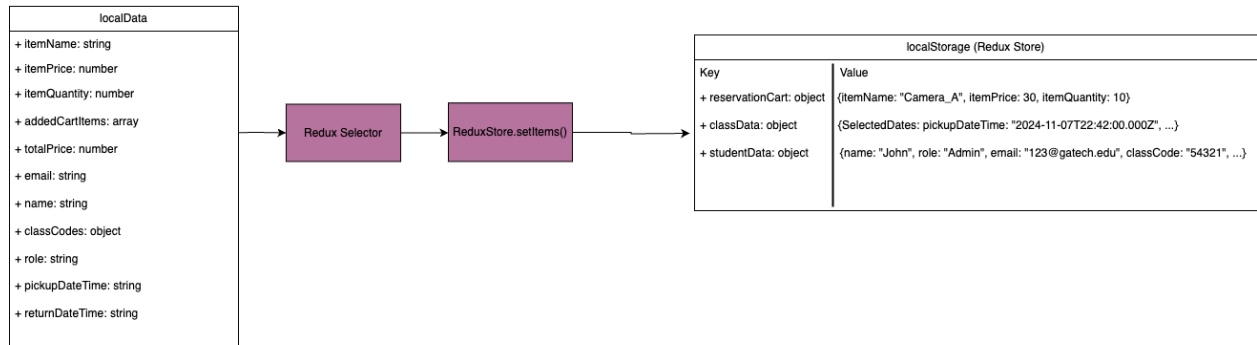 localData
+ itemName: string
+ itemPrice: number
+ itemQuantity: number
+ addedCartItems: array
+ totalPrice: number
+ email: string
+ name: string
+ classCodes: object
+ role: string
+ pickupDateTime: string
+ returnDateTime: string
Redux Selector
ReduxStore.setItems()
localStorage (Redux Store)
Key Value
+ reservationCart: object {itemName: "Camera_A", itemPrice: 30, itemQuantity: 10}
+ classData: object {SelectedDates: pickupDateTime: "2024-11-07T22:42:00.000Z", ...}
+ studentData: object {name: "John", role: "Admin", email: "123@gatech.edu", classCode: "54321", ...}